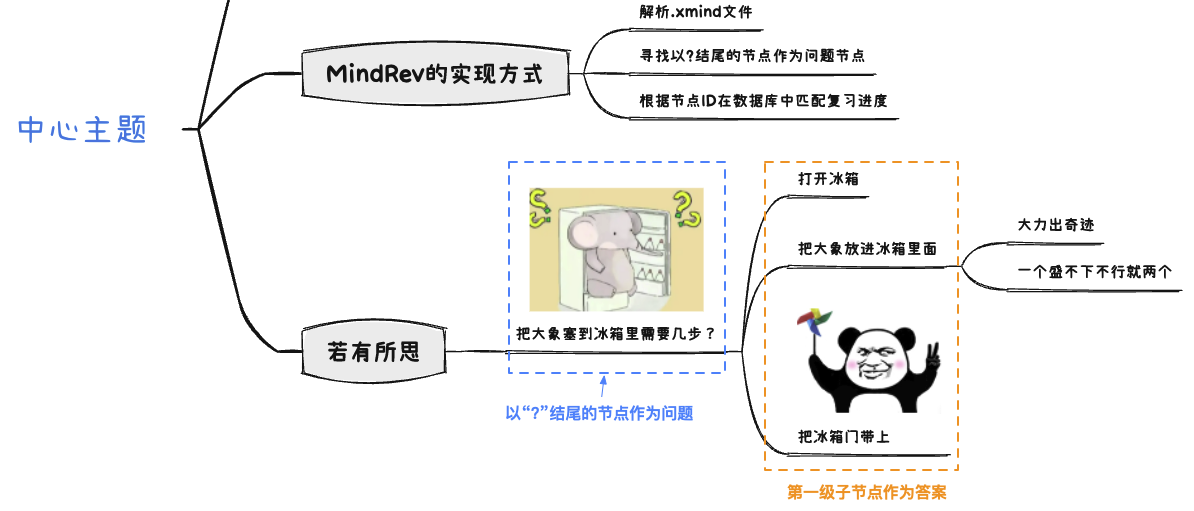 中心主题
MindRev的实现方式
解析.xmind文件
寻找以?结尾的节点作为问题节点
根据节点ID在数据库中匹配复习进度
若有所思
把大象塞到冰箱里需要几步？
以“?”结尾的节点作为问题
打开冰箱
把大象放进冰箱里面
大力出奇迹
一个盛不下不行就两个
把冰箱门带上
第一级子节点作为答案